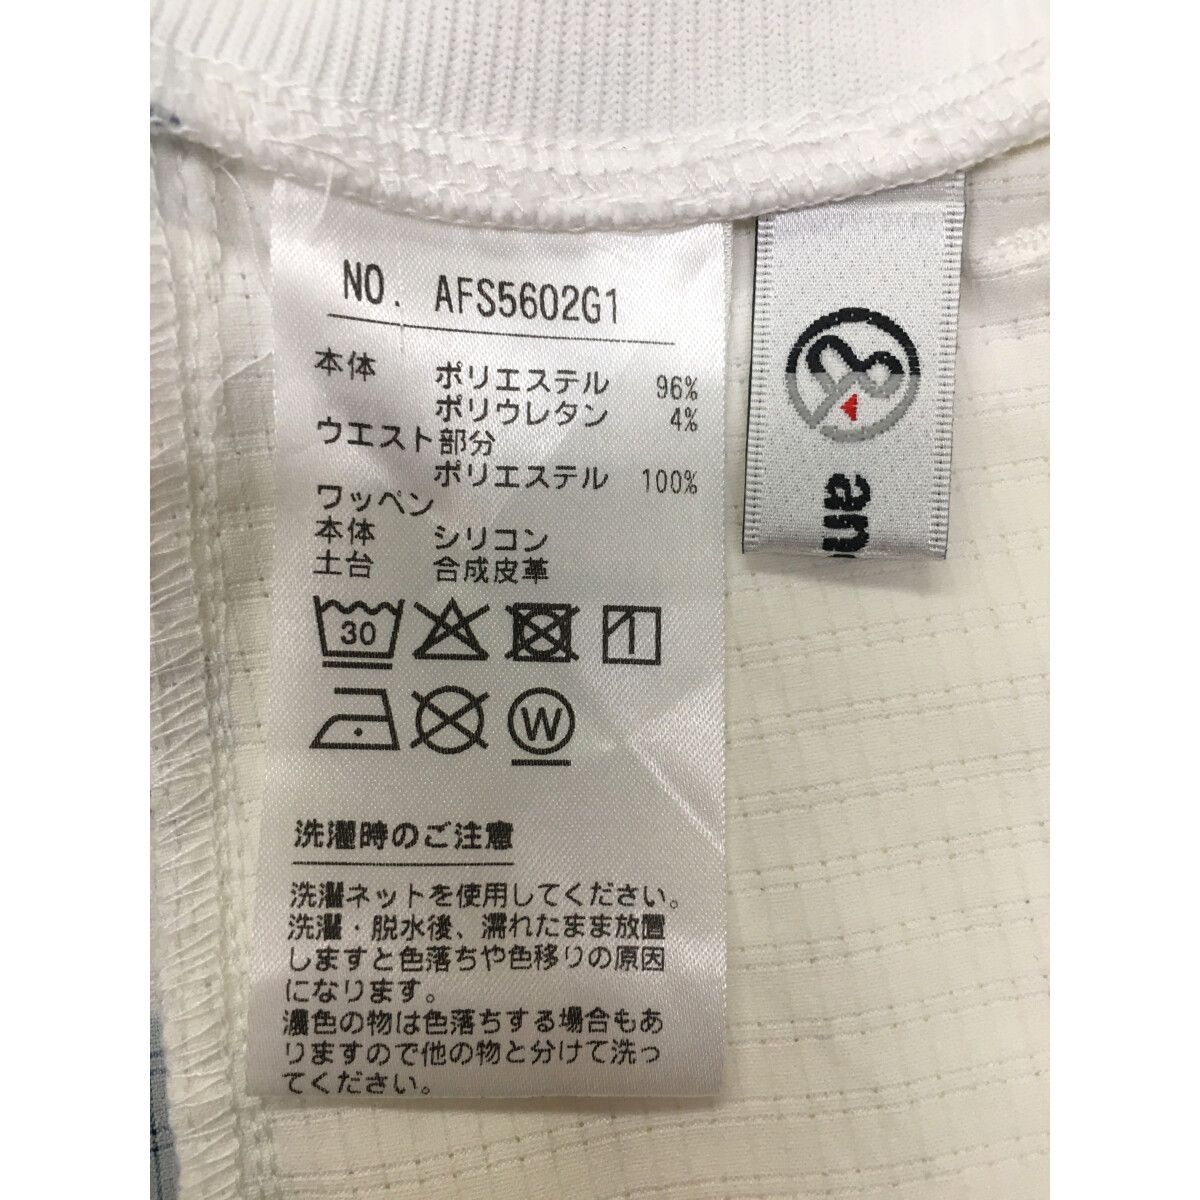 NO. AFS5602G1
本体 ポリエステル 96%
ポリウレタン 4%
ウエスト部分
ポリエステル 100%
ワッペン
本体 シリコン
土台 合成皮革
30
W
洗濯時のご注意
洗濯ネットを使用してください。
洗濯・脱水後、濡れたまま放置
しますと色落ちや色移りの原因
になります。
濃色の物は色落ちする場合もあ
りますので他の物と分けて洗っ
てください。
an